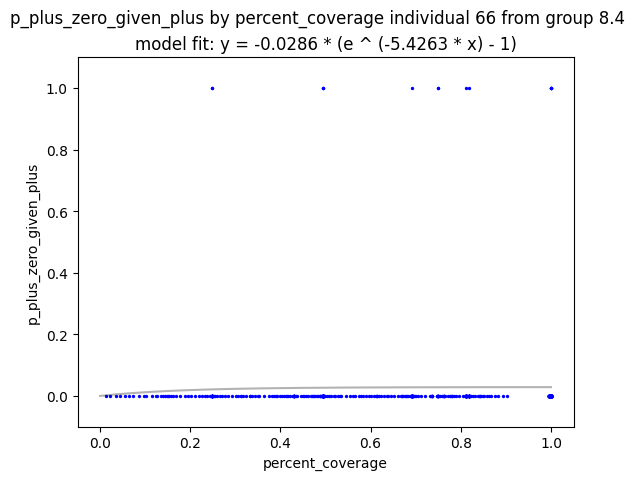 p_plus_zero_given_plus by percent_coverage individual 66 from group 8.4
model fit: y = -0.0286 * (e ^ (-5.4263 * x) - 1)
1.0
0.8
0.6
0.4
0.2
0.0
p_plus_zero_given_plus
0.0 0.2 0.4 0.6 0.8 1.0
percent_coverage